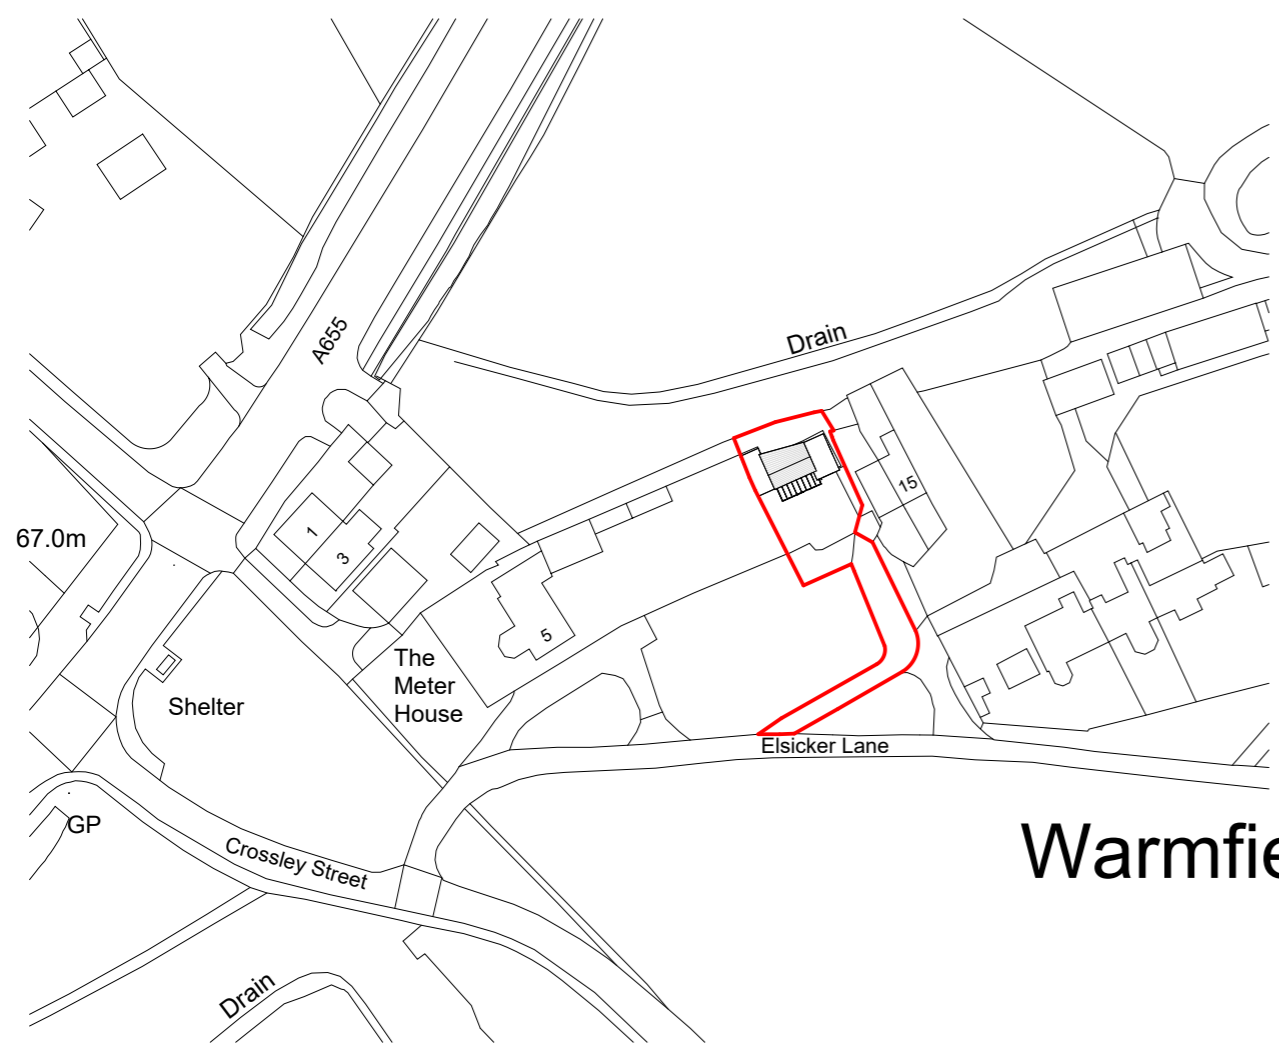 A655
Drain
15
1
3
67.0m
5
The
Meter
House
Shelter
Elsicker Lane
GP
Crossley Street
Warmfie
Drain